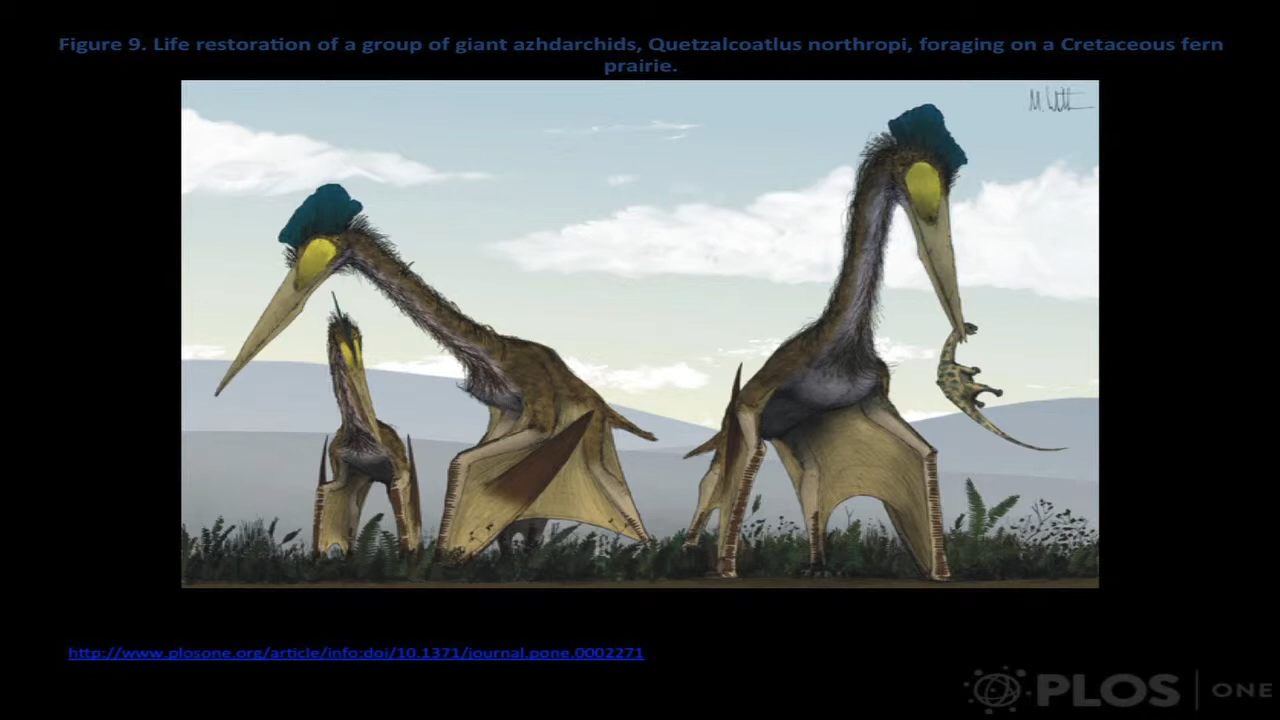 Figure 9. Life restoration of a group of giant azhdarchids, Quetzalcoatlus northropi, foraging on a Cretaceous fern
prairie.
http://www.plosone.org/article/info:doi/10.1371/journal.pone.0002271
PLOS | ONE